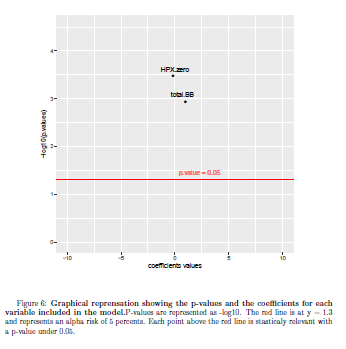 4
HPX.zero
3
total.BB
2
p.value = 0.05
1
0
-log10(p.values)
-10
-5
0
5
10
coefficients values
Figure 6: Graphical reprensation showing the p-values and the coefficients for each
variable included in the model.P-values are represented as -log10. The red line is at y = 1.3
and represents an alpha risk of 5 percents. Each point above the red line is staticaly relevant with
a p-value under 0.05.